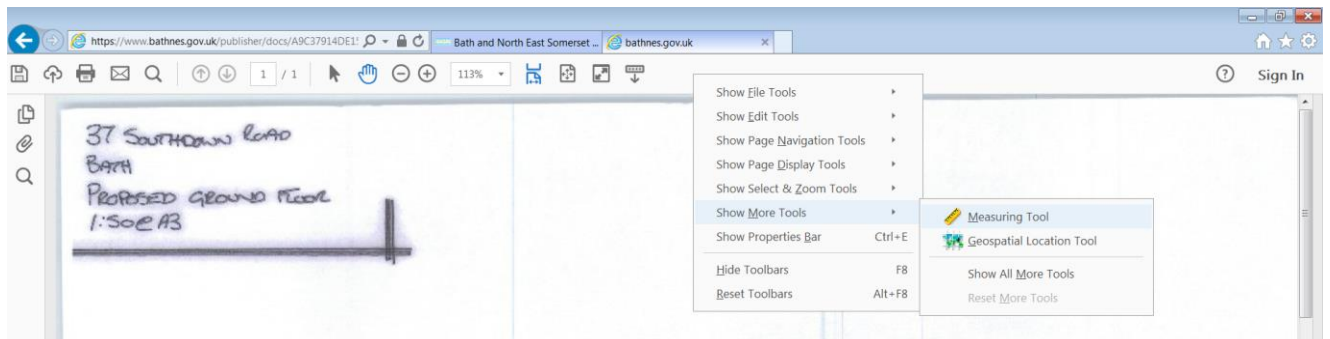 https://www.bathnes.gov.uk/publisher/docs/A9C37914DE1! Bath and North East Somerset ... bathnes.gov.uk
1 / 1 113% Sign In
37 SOUTHDOWN ROAD
BATH
PROPOSED GROUND FLOOR
1:50@A3
Show File Tools
Show Edit Tools
Show Page Navigation Tools
Show Page Display Tools
Show Select & Zoom Tools
Show More Tools
Show Properties Bar Ctrl+E
Hide Toolbars F8
Reset Toolbars Alt+F8
Measuring Tool
Geospatial Location Tool
Show All More Tools
Reset More Tools